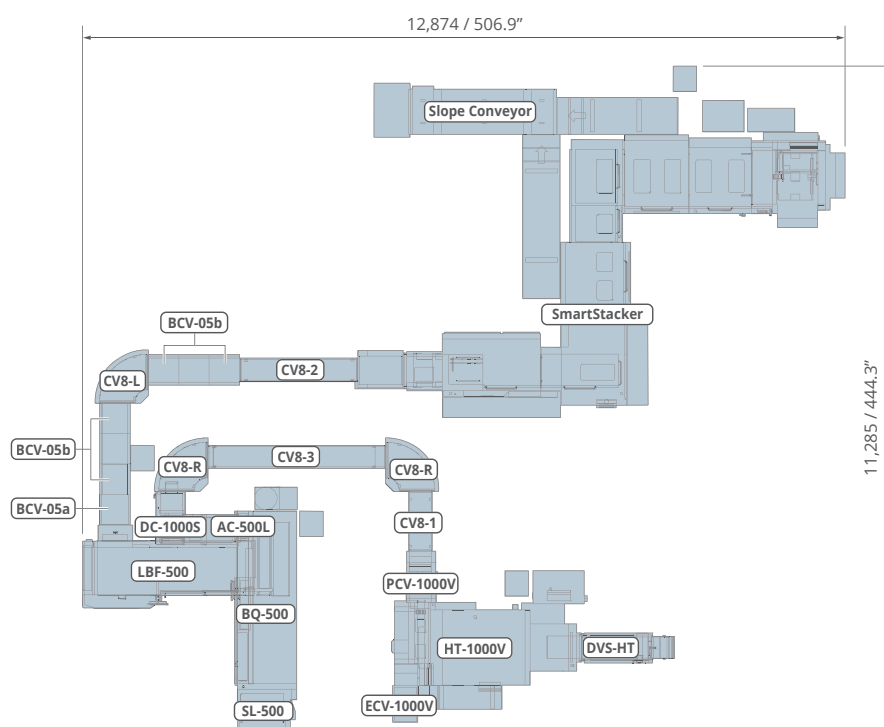 12,874 / 506.9”
Slope Conveyor
SmartStacker
BCV-05b
CV8-2
CV8-L
11,285 / 444.3”
BCV-05b
CV8-R
CV8-3
CV8-R
BCV-05a
DC-1000S
AC-500L
CV8-1
LBF-500
PCV-1000V
BQ-500
HT-1000V
DVS-HT
ECV-1000V
SL-500